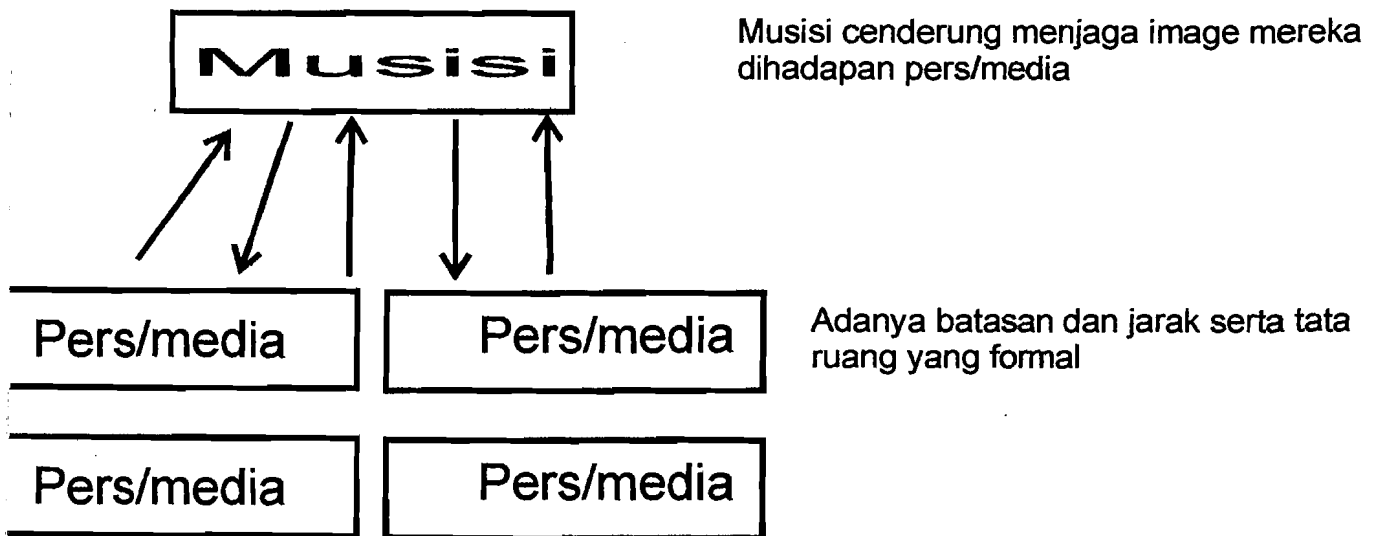 Musisi
Musisi cenderung menjaga image mereka
dihadapan pers/media
Pers/media
Pers/media
Adanya batasan dan jarak serta tata
ruang yang formal
Pers/media
Pers/media